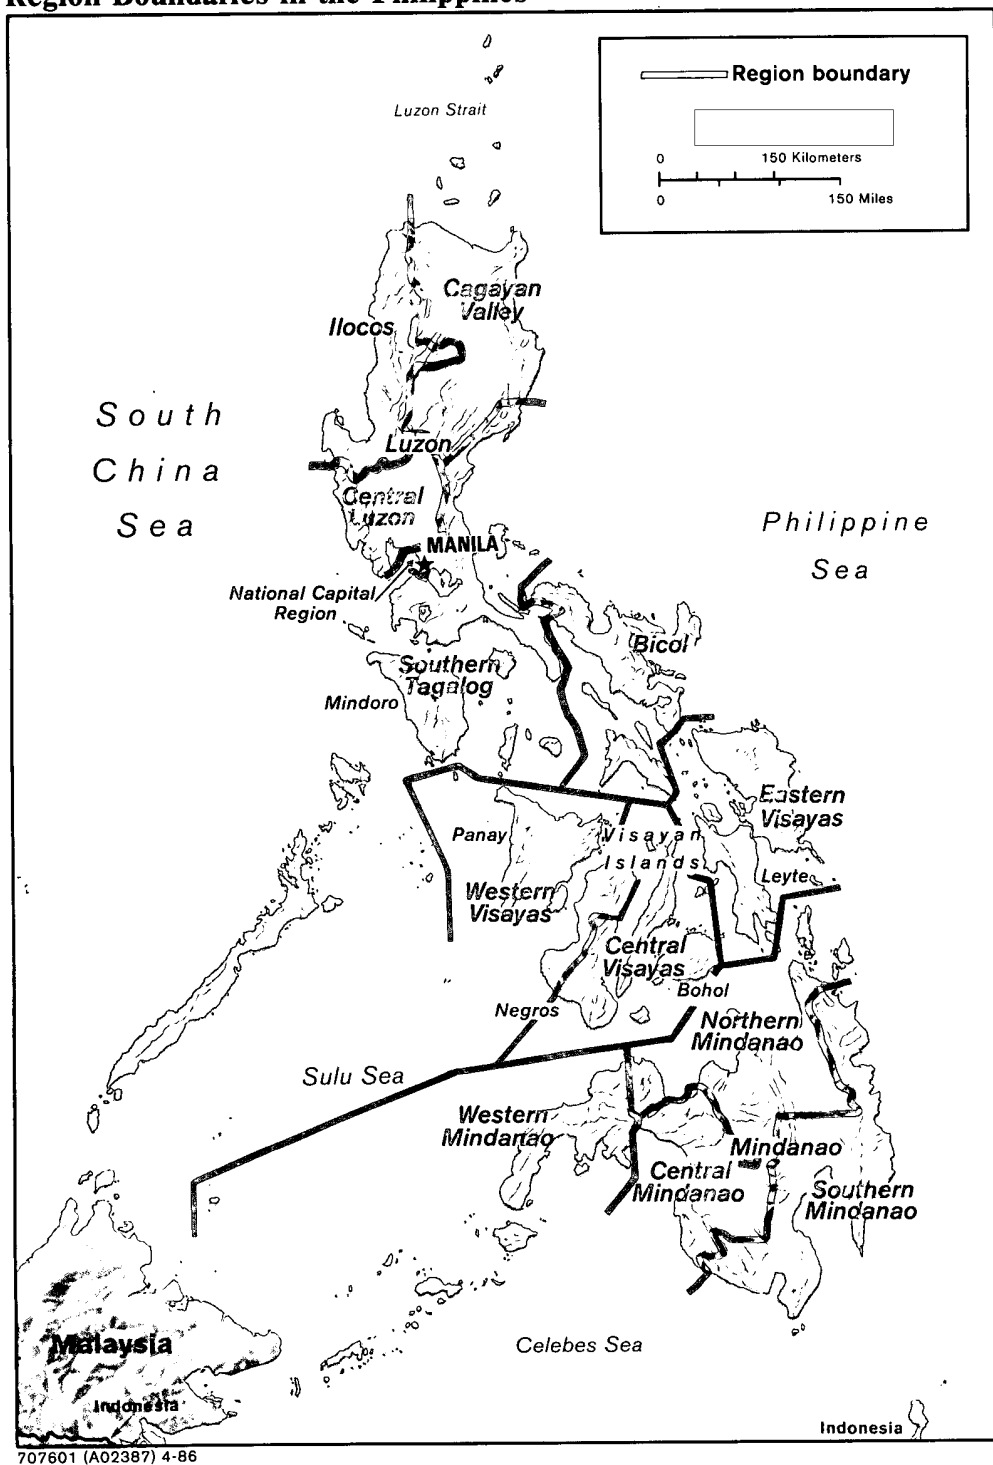 Region Boundaries in the Philippines
Region boundary
0 150 Kilometers
0 150 Miles
Luzon Strait
Cagayan
Valley
Ilocos
South
China
Sea
Luzon
Central
Luzon
Philippine
Sea
MANILA
National Capital
Region
Bicol
Southern
Tagalog
Mindoro
Eastern
Visayas
Panay
Visayan
Islands
Leyte
Western
Visayas
Central
Visayas
Bohol
Negros
Northern
Mindanao
Sulu Sea
Western
Mindanao
Mindanao
Central
Mindanao
Southern
Mindanao
Malaysia
Celebes Sea
Indonesia
Indonesia
707601 (A02387) 4-86